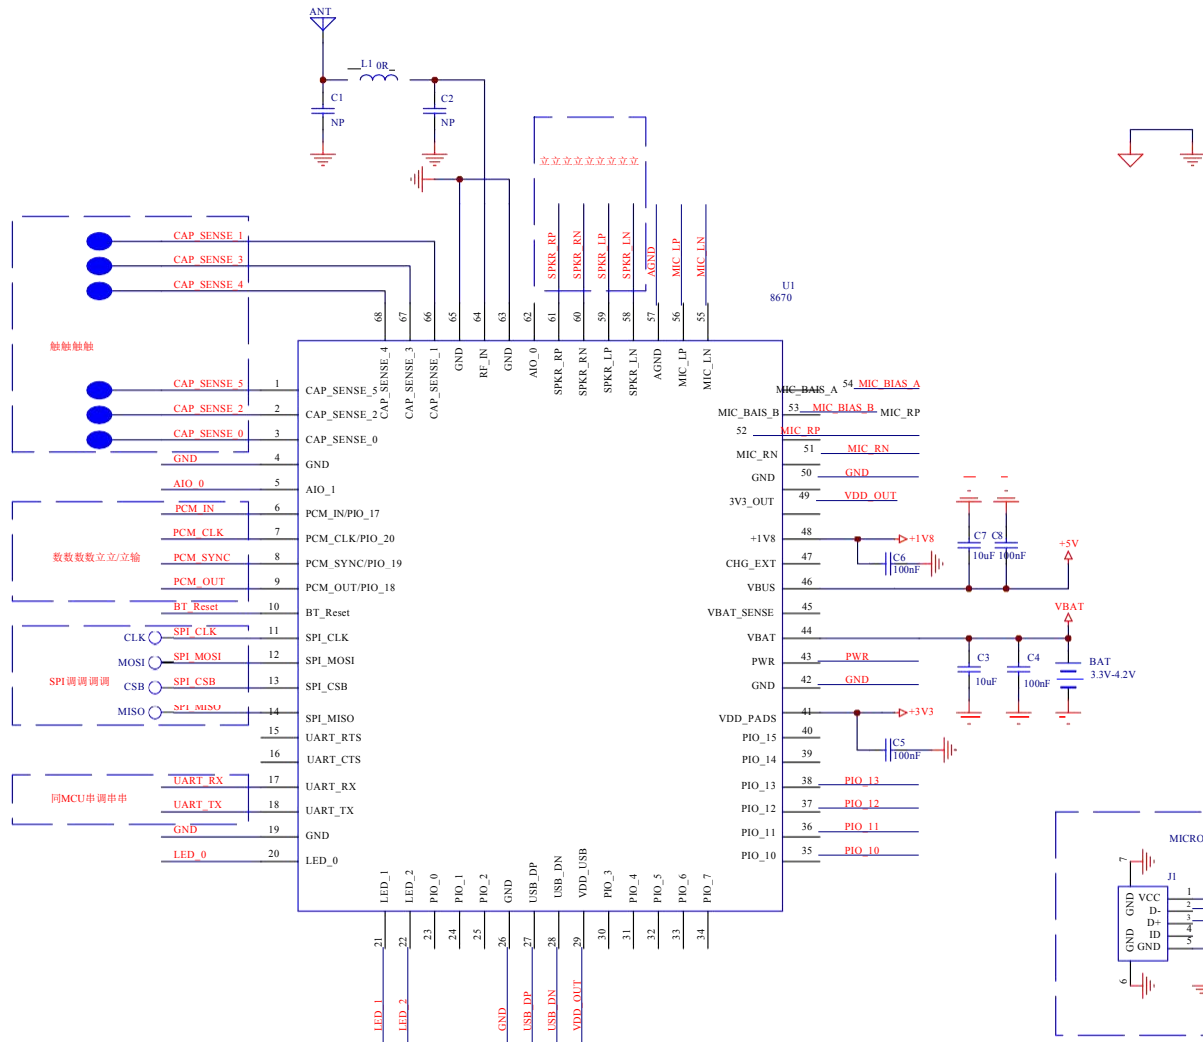 ANT
L1 0R
C1
NP
C2
NP
立立立立立立立立
SPKR_RP
SPKR_RN
SPKR_LP
SPKR_LN
AGND
MIC_LP
MIC_LN
U1
8670
CAP_SENSE_1
CAP_SENSE_3
CAP_SENSE_4
触触触触
CAP_SENSE_5
CAP_SENSE_2
CAP_SENSE_0
GND
AIO_0
PCM_IN
PCM_CLK
数数数数立立/立输
PCM_SYNC
PCM_OUT
BT_Reset
CLK SPI_CLK
MOSI SPI_MOSI
SPI调调调调
CSB SPI_CSB
MISO SPI_MISO
UART_RX
同MCU串调串串
UART_TX
GND
LED_0
68 67 66 65 64 63 62 61 60 59 58 57 56 55
CAP_SENSE_4
CAP_SENSE_3
CAP_SENSE_1
GND
RF_IN
GND
AIO_0
SPKR_RP
SPKR_RN
SPKR_LP
SPKR_LN
AGND
MIC_LP
MIC_LN
1 CAP_SENSE_5
2 CAP_SENSE_2
3 CAP_SENSE_0
4 GND
5 AIO_1
6 PCM_IN/PIO_17
7 PCM_CLK/PIO_20
8 PCM_SYNC/PIO_19
9 PCM_OUT/PIO_18
10 BT_Reset
11 SPI_CLK
12 SPI_MOSI
13 SPI_CSB
14 SPI_MISO
15 UART_RTS
16 UART_CTS
17 UART_RX
18 UART_TX
19 GND
20 LED_0
MIC_BAIS_A 54 MIC_BIAS_A
MIC_BAIS_B 53 MIC_BIAS_B MIC_RP
52 MIC_RP
MIC_RN 51 MIC_RN
GND 50 GND
3V3_OUT 49 VDD_OUT
+1V8 48 +1V8
CHG_EXT 47
C6
100nF
VBUS 46
C7 C8 +5V
10uF 100nF
VBAT_SENSE 45
VBAT 44 VBAT
PWR 43 PWR
GND 42 GND
C3
10uF
C4
100nF
BAT
3.3V-4.2V
VDD_PADS 41 +3V3
PIO_15 40
PIO_14 39
C5
100nF
PIO_13 38 PIO_13
PIO_12 37 PIO_12
PIO_11 36 PIO_11
PIO_10 35 PIO_10
LED_1
LED_2
PIO_0
PIO_1
PIO_2
GND
USB_DP
USB_DN
VDD_USB
PIO_3
PIO_4
PIO_5
PIO_6
PIO_7
21 22 23 24 25 26 27 28 29 30 31 32 33 34
LED_1
LED_2
GND
USB_DP
USB_DN
VDD_OUT
MICRO
7
J1
GND
GND
VCC 1
D- 2
D+ 3
ID 4
GND 5
6